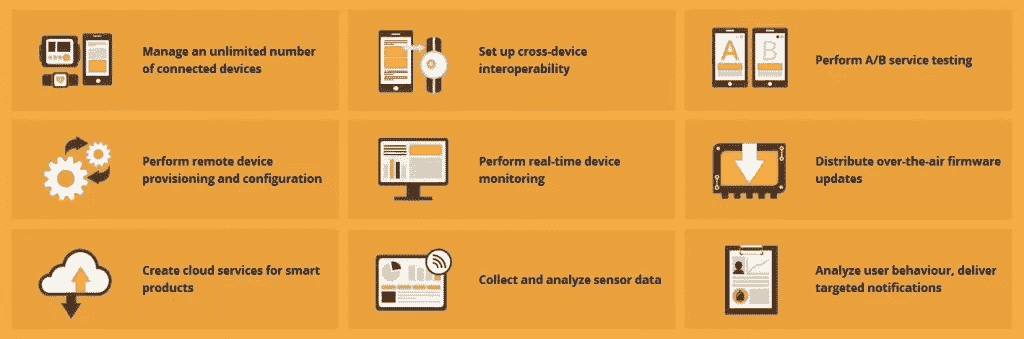 Manage an unlimited number
of connected devices
Set up cross-device
interoperability
A
B
Perform A/B service testing
Perform remote device
provisioning and configuration
Perform real-time device
monitoring
Distribute over-the-air firmware
updates
Create cloud services for smart
products
Collect and analyze sensor data
Analyze user behaviour, deliver
targeted notifications